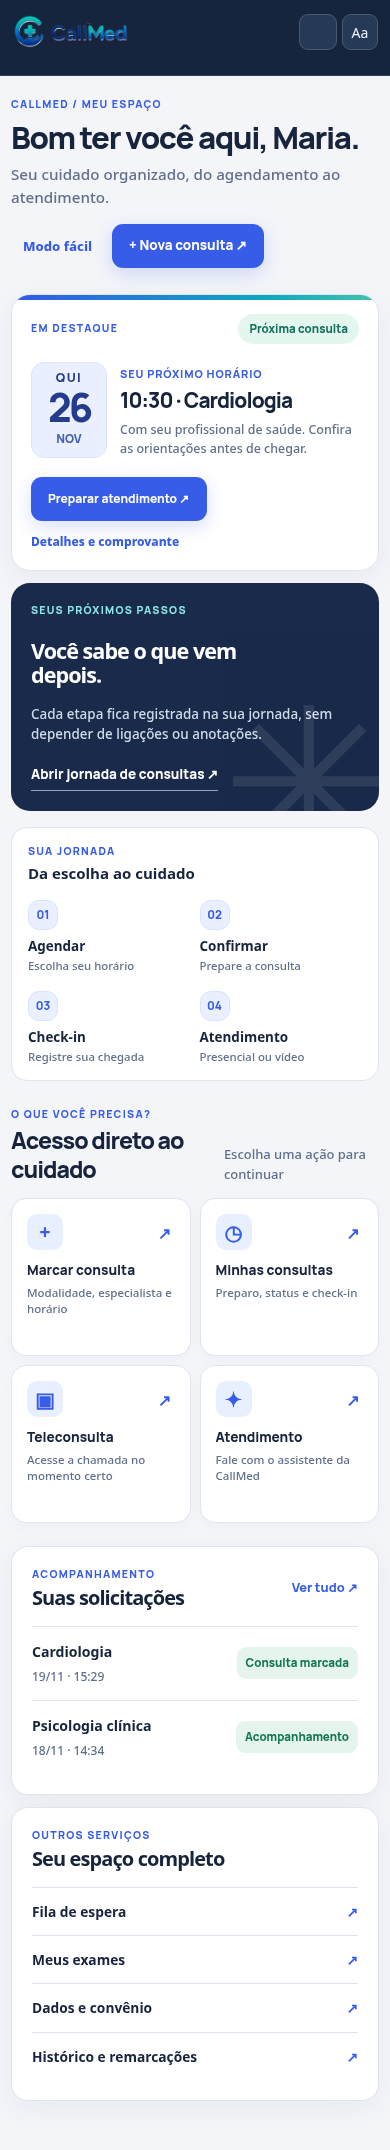 CallMed
Aa
CALLMED / MEU ESPAÇO
Bom ter você aqui, Maria.
Seu cuidado organizado, do agendamento ao
atendimento.
Modo fácil
+ Nova consulta ↗
EM DESTAQUE
Próxima consulta
QUI
26
NOV
SEU PRÓXIMO HORÁRIO
10:30 · Cardiologia
Com seu profissional de saúde. Confira
as orientações antes de chegar.
Preparar atendimento ↗
Detalhes e comprovante
SEUS PRÓXIMOS PASSOS
Você sabe o que vem
depois.
Cada etapa fica registrada na sua jornada, sem
depender de ligações ou anotações.
Abrir jornada de consultas ↗
SUA JORNADA
Da escolha ao cuidado
01
Agendar
Escolha seu horário
02
Confirmar
Prepare a consulta
03
Check-in
Registre sua chegada
04
Atendimento
Presencial ou vídeo
O QUE VOCÊ PRECISA?
Acesso direto ao
cuidado
Escolha uma ação para
continuar
+ ↗
Marcar consulta
Modalidade, especialista e
horário
◷ ↗
Minhas consultas
Preparo, status e check-in
▣ ↗
Teleconsulta
Acesse a chamada no
momento certo
✦ ↗
Atendimento
Fale com o assistente da
CallMed
ACOMPANHAMENTO
Suas solicitações
Ver tudo ↗
Cardiologia
19/11 · 15:29
Consulta marcada
Psicologia clínica
18/11 · 14:34
Acompanhamento
OUTROS SERVIÇOS
Seu espaço completo
Fila de espera ↗
Meus exames ↗
Dados e convênio ↗
Histórico e remarcações ↗